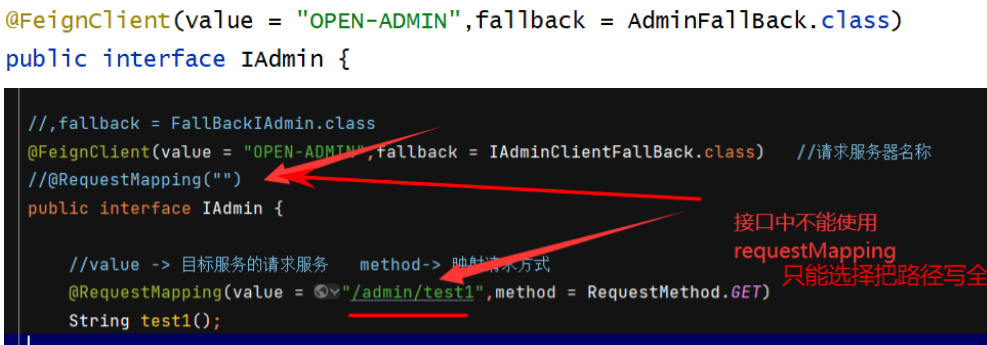 @FeignClient(value = "OPEN-ADMIN",fallback = AdminFallBack.class)
public interface IAdmin {
//,fallback = FallBackIAdmin.class
@FeignClient(value = "OPEN-ADMIN",fallback = IAdminClientFallBack.class) //请求服务器名称
//@RequestMapping("")
public interface IAdmin {
接口中不能使用
requestMapping
只能选择把路径写全
//value -> 目标服务的请求服务 method-> 映射请求方式
@RequestMapping(value = "/admin/test1",method = RequestMethod.GET)
String test1();